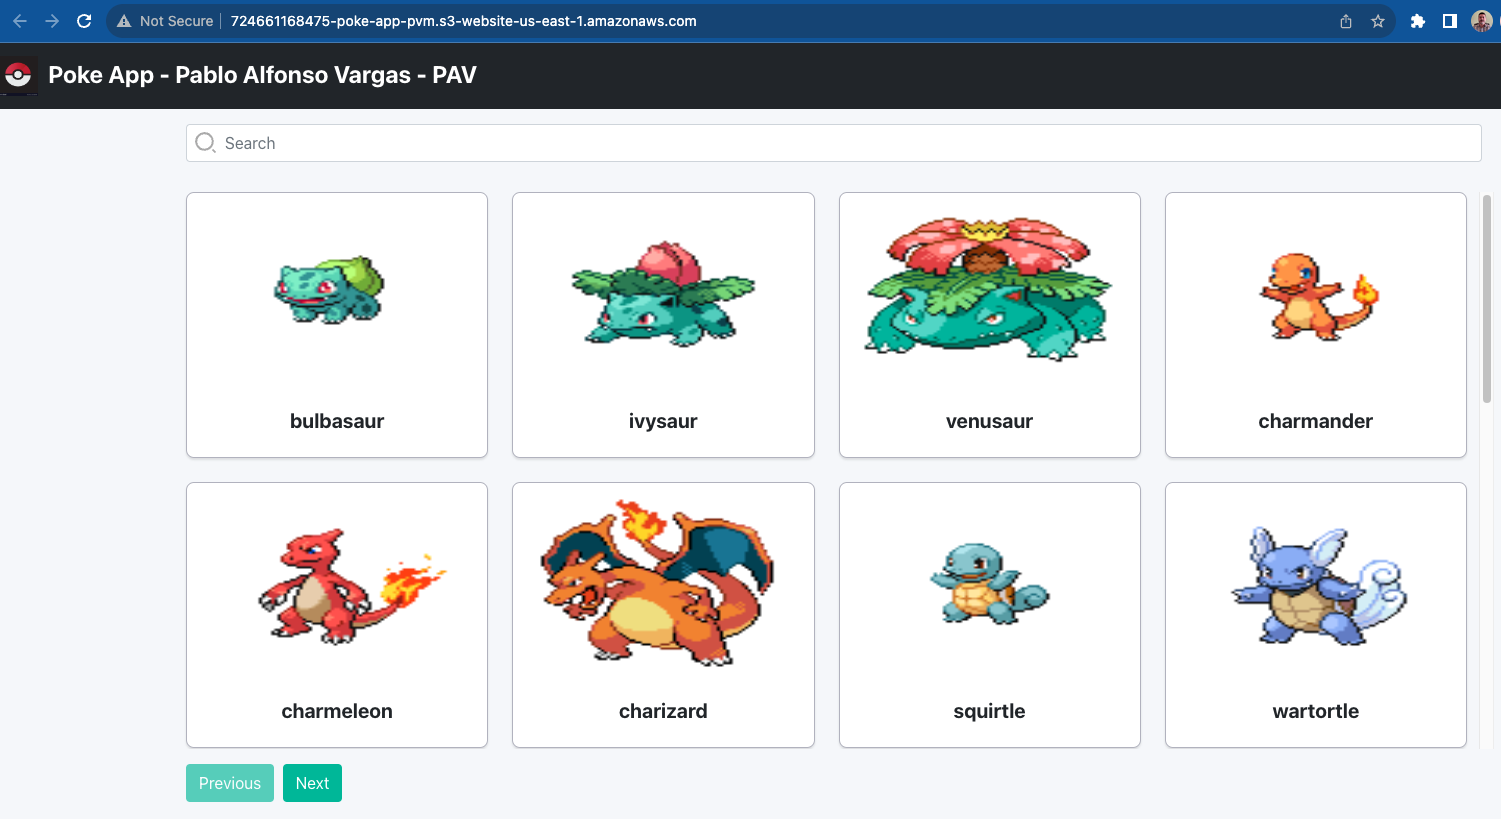 Not Secure 724661168475-poke-app-pvm.s3-website-us-east-1.amazonaws.com
Poke App - Pablo Alfonso Vargas - PAV
Search
bulbasaur ivysaur venusaur charmander
charmeleon charizard squirtle wartortle
Previous Next